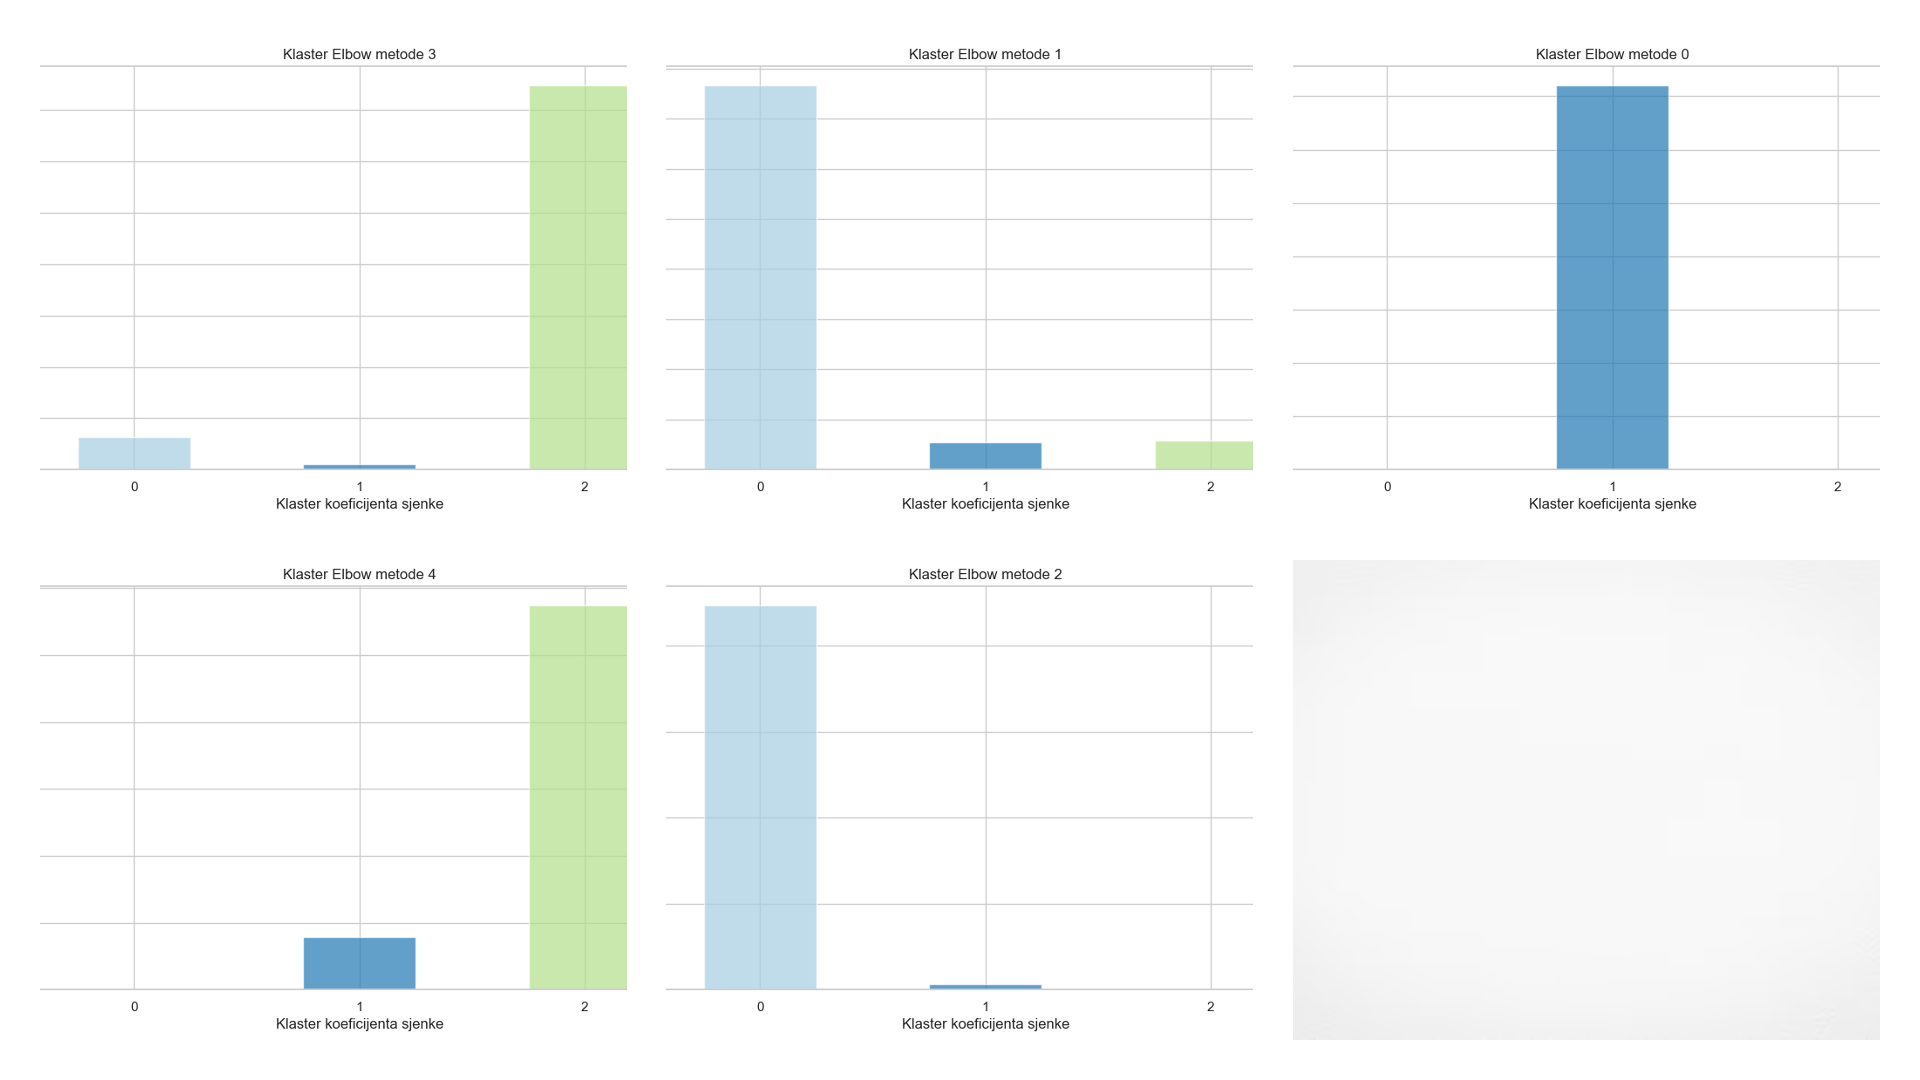 Klaster Elbow metode 3
0 1 2
Klaster koeficijenta sjenke
Klaster Elbow metode 1
0 1 2
Klaster koeficijenta sjenke
Klaster Elbow metode 0
0 1 2
Klaster koeficijenta sjenke
Klaster Elbow metode 4
0 1 2
Klaster koeficijenta sjenke
Klaster Elbow metode 2
0 1 2
Klaster koeficijenta sjenke